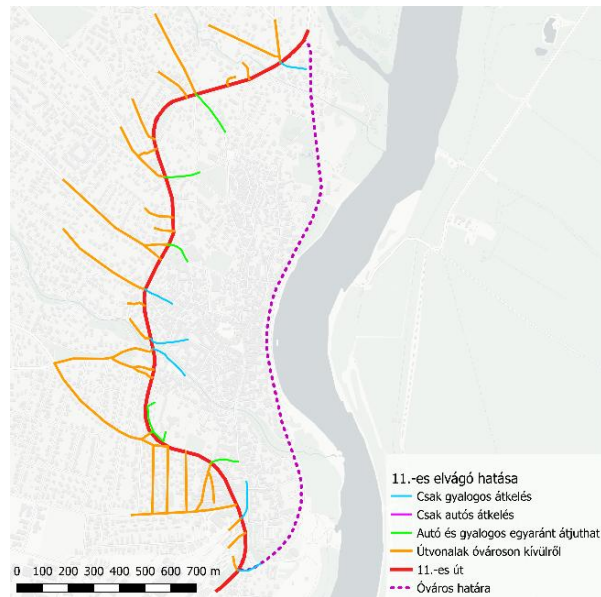 11.-es elvágó hatása
Csak gyalogos átkelés
Csak autós átkelés
Autó és gyalogos egyaránt átjuthat
Útvonalak óvároson kívülről
11.-es út
Óváros határa
0 100 200 300 400 500 600 700 m